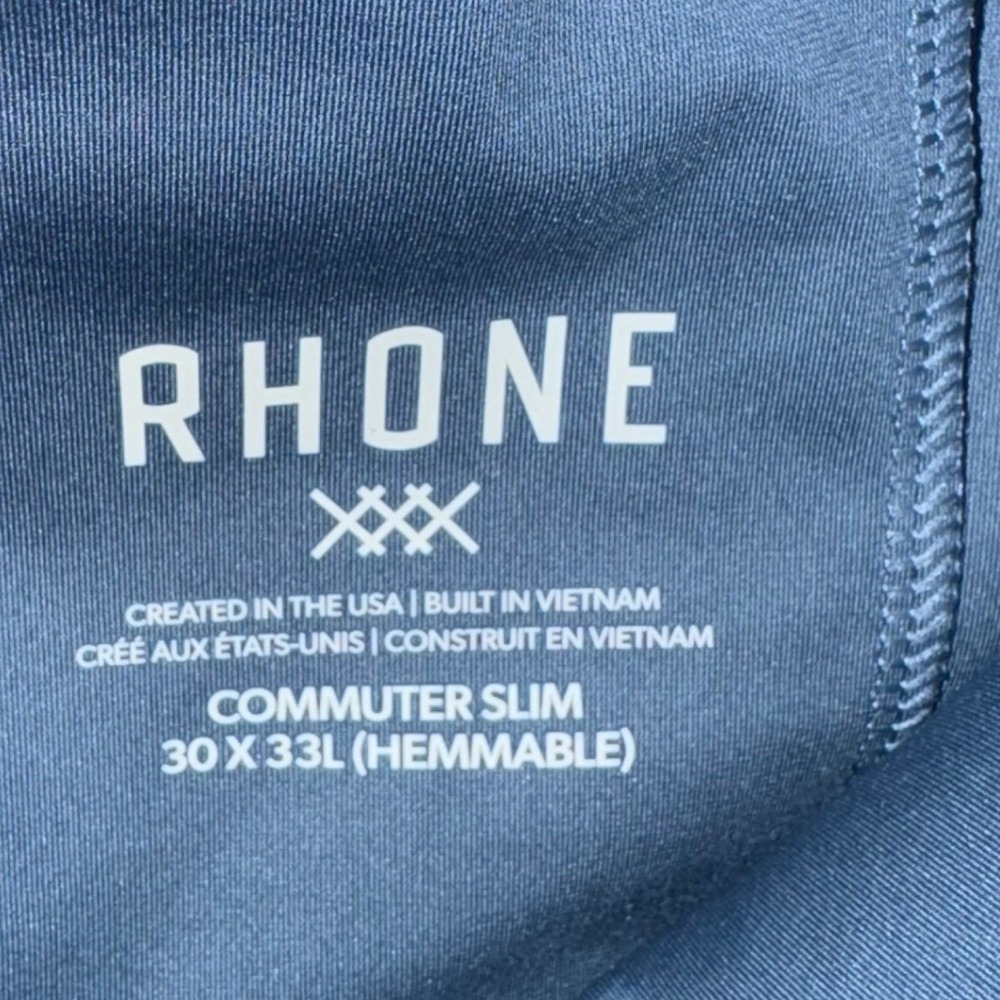 RHONE
CREATED IN THE USA | BUILT IN VIETNAM
CRÉÉ AUX ÉTATS-UNIS | CONSTRUIT EN VIETNAM
COMMUTER SLIM
30 X 33L (HEMMABLE)